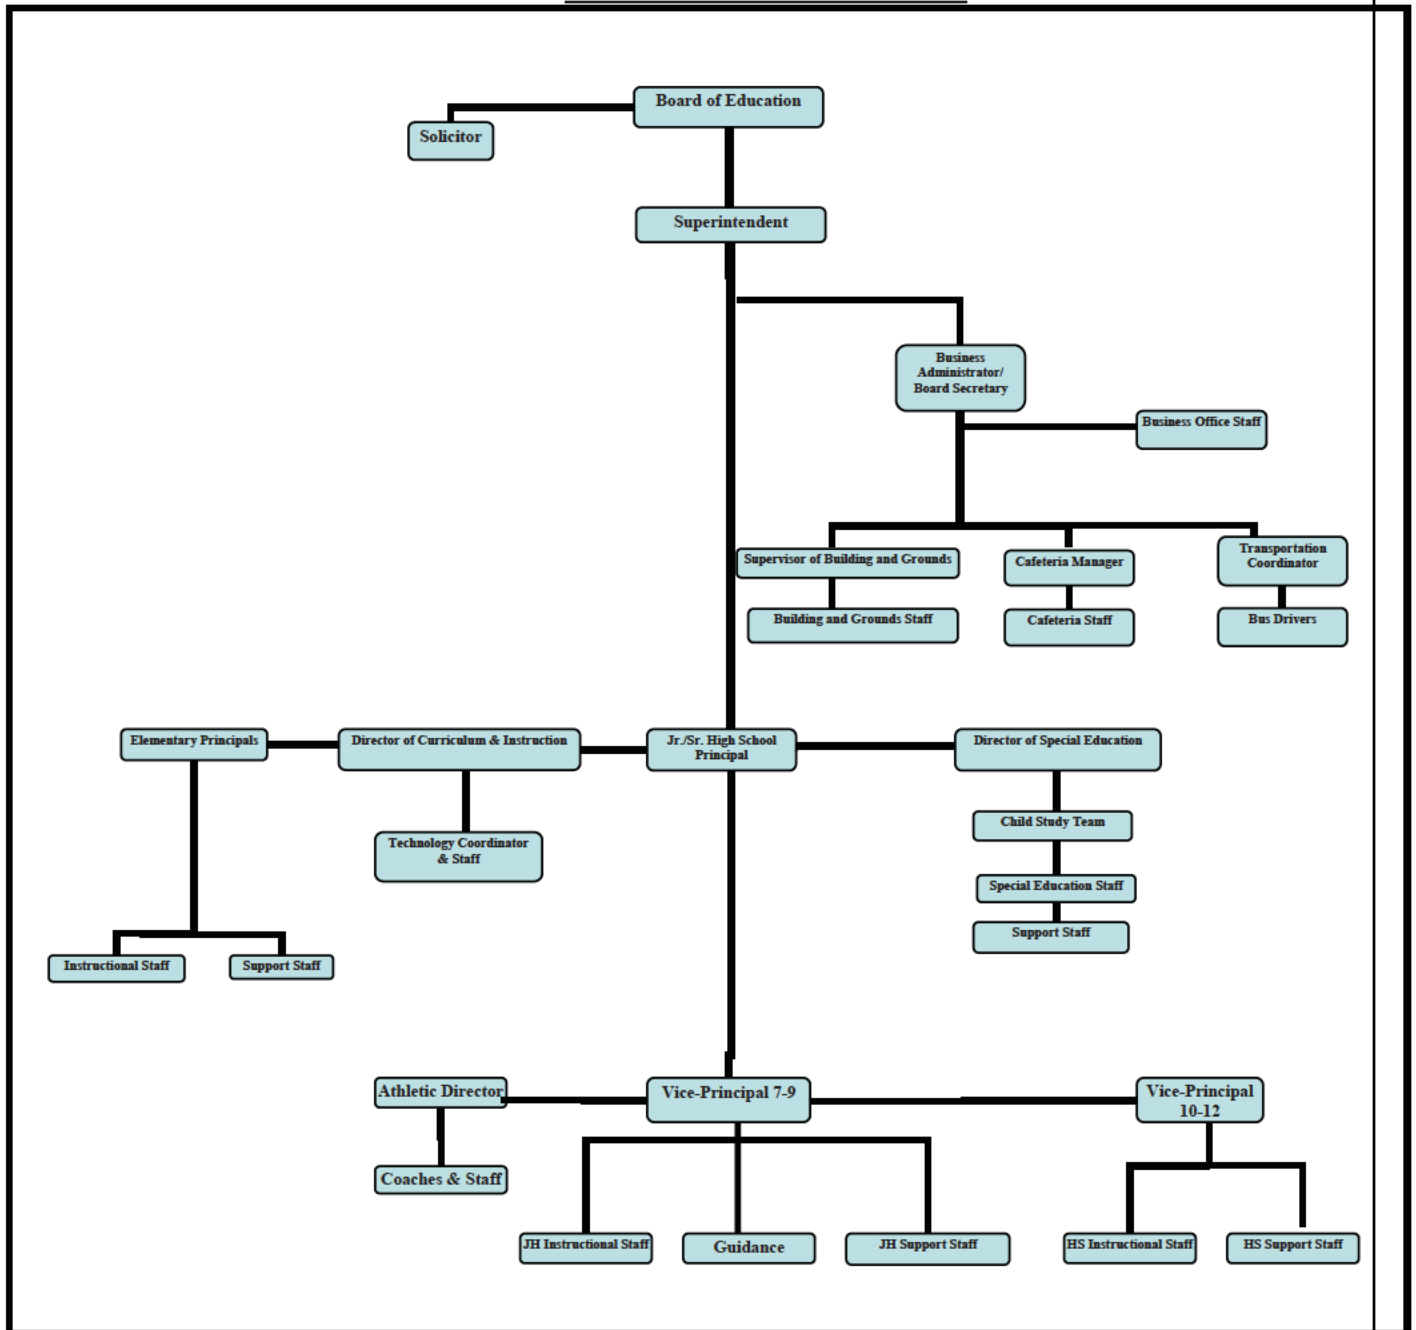 Board of Education
Solicitor
Superintendent
Business
Administrator/
Board Secretary
Business Office Staff
Supervisor of Building and Grounds
Cafeteria Manager
Transportation
Coordinator
Building and Grounds Staff
Cafeteria Staff
Bus Drivers
Elementary Principals
Director of Curriculum & Instruction
Jr./Sr. High School
Principal
Director of Special Education
Technology Coordinator
& Staff
Child Study Team
Special Education Staff
Support Staff
Instructional Staff
Support Staff
Athletic Director
Vice-Principal 7-9
Vice-Principal
10-12
Coaches & Staff
JH Instructional Staff
Guidance
JH Support Staff
HS Instructional Staff
HS Support Staff